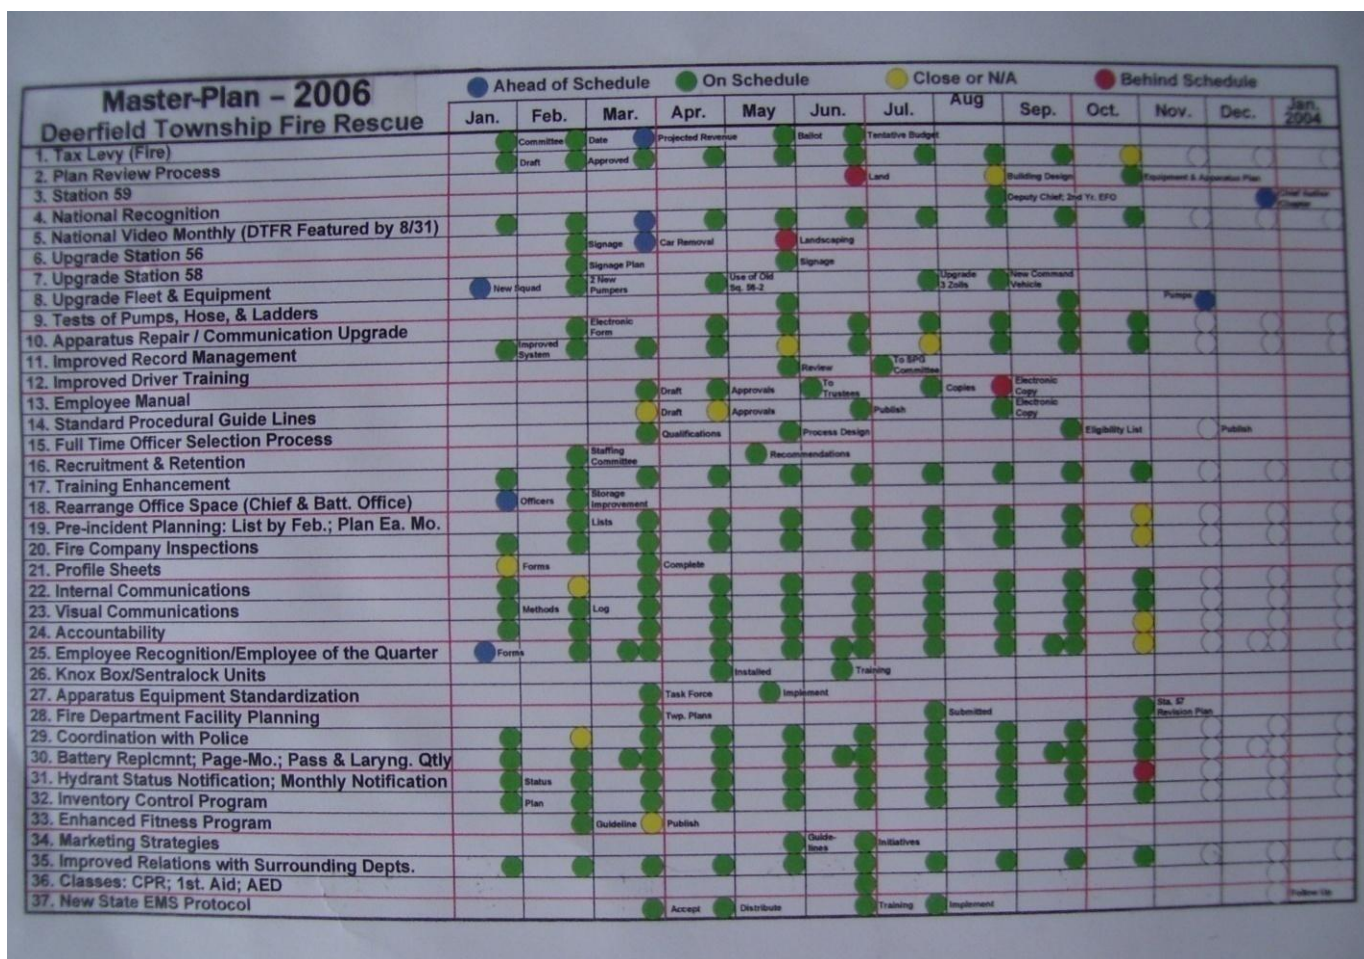 Master-Plan – 2006
Deerfield Township Fire Rescue
Ahead of Schedule On Schedule Close or N/A Behind Schedule
Jan. Feb. Mar. Apr. May Jun. Jul. Aug Sep. Oct. Nov. Dec. Jan. 2004
1. Tax Levy (Fire) Committee Date Projected Revenue Ballot Tentative Budget
2. Plan Review Process Draft Approved
3. Station 59 Land Building Design Equipment & Apparatus Plan
4. National Recognition Deputy Chief; 2nd Yr. EFO
5. National Video Monthly (DTFR Featured by 8/31)
6. Upgrade Station 56 Signage Car Removal Landscaping
7. Upgrade Station 58 Signage Plan Signage
8. Upgrade Fleet & Equipment New Squad 2 New Pumpers Use of Old Sq. 56-2 Upgrade 3 Zolls New Command Vehicle
9. Tests of Pumps, Hose, & Ladders Pumps
10. Apparatus Repair / Communication Upgrade Electronic Form
11. Improved Record Management Improved System
12. Improved Driver Training Review To SPG Committee
13. Employee Manual Draft Approvals To Trustees Copies Electronic Copy
14. Standard Procedural Guide Lines Draft Approvals Publish Electronic Copy
15. Full Time Officer Selection Process Qualifications Process Design Eligibility List Publish
16. Recruitment & Retention Staffing Committee Recommendations
17. Training Enhancement
18. Rearrange Office Space (Chief & Batt. Office) Officers Storage Improvement
19. Pre-incident Planning: List by Feb.; Plan Ea. Mo. Lists
20. Fire Company Inspections
21. Profile Sheets Forms Complete
22. Internal Communications
23. Visual Communications Methods Log
24. Accountability
25. Employee Recognition/Employee of the Quarter Forms
26. Knox Box/Sentralock Units Installed Training
27. Apparatus Equipment Standardization Task Force Implement
28. Fire Department Facility Planning Twp. Plans Submitted Sta. 57 Revision Plan
29. Coordination with Police
30. Battery Replcmnt; Page-Mo.; Pass & Laryng. Qtly
31. Hydrant Status Notification; Monthly Notification Status
32. Inventory Control Program Plan
33. Enhanced Fitness Program Guideline Publish
34. Marketing Strategies Guide-lines Initiatives
35. Improved Relations with Surrounding Depts.
36. Classes: CPR; 1st. Aid; AED
37. New State EMS Protocol Accept Distribute Training Implement Follow Up